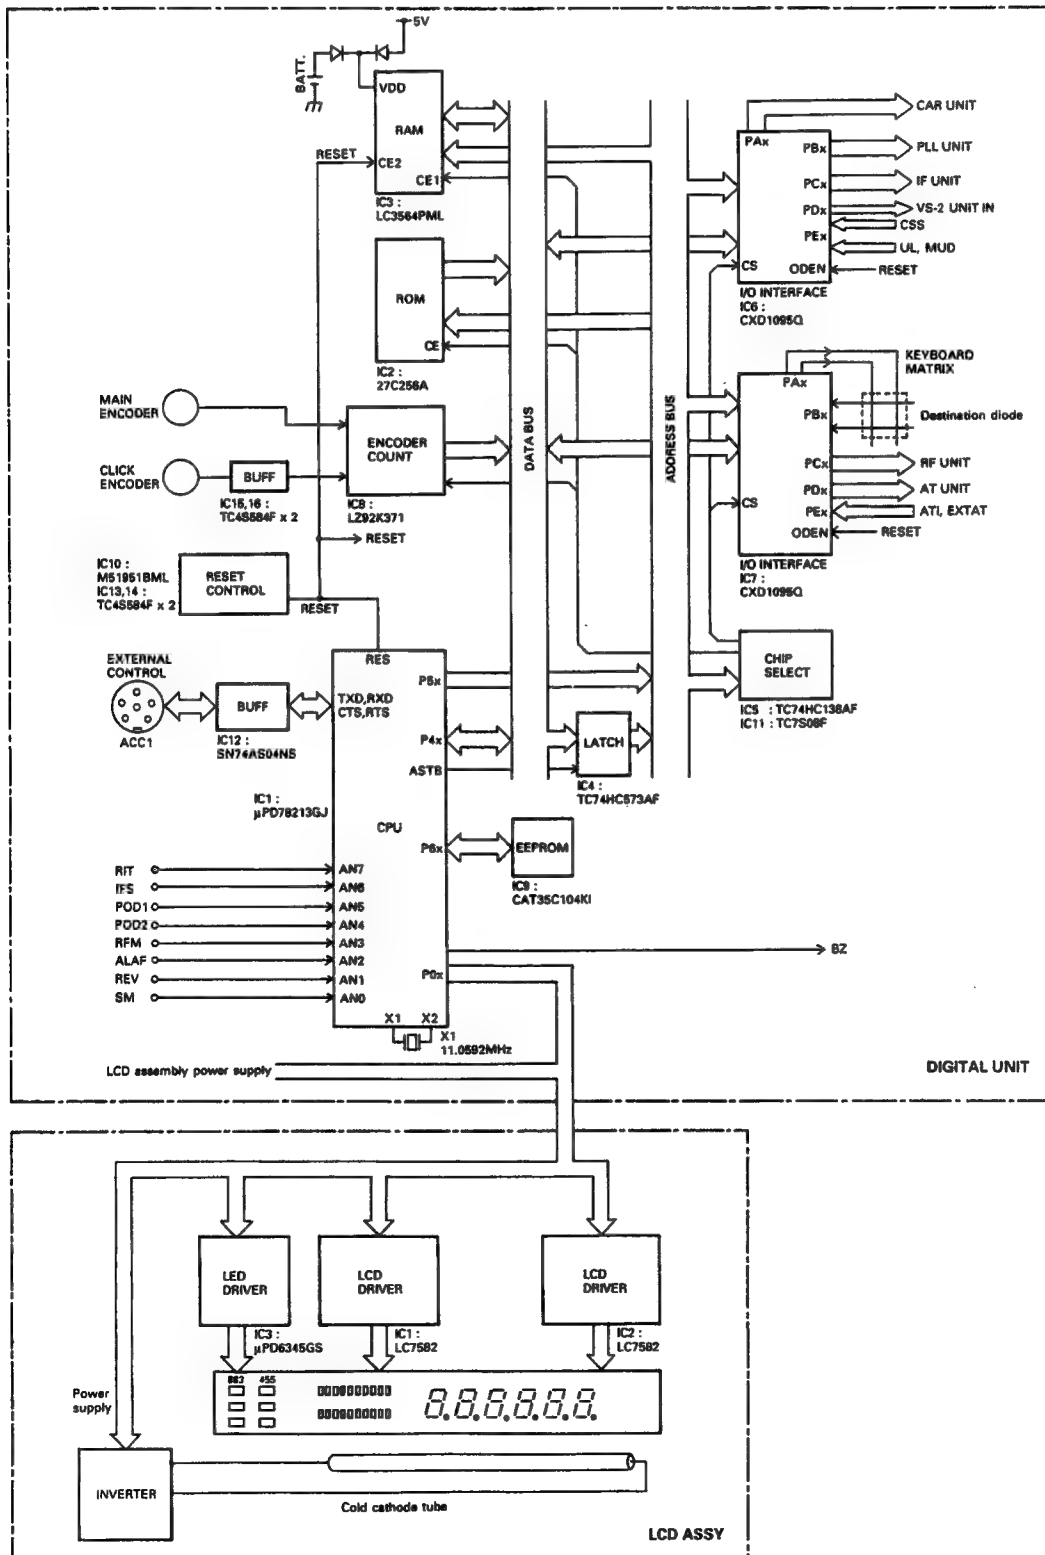 5V
BATT.
VDD
RAM
RESET
CE2
CE1
IC3 :
LC3564PML
ROM
CE
IC2 :
27C256A
MAIN
ENCODER
CLICK
ENCODER
BUFF
IC15,16 :
TC4S584F x 2
ENCODER
COUNT
IC8 :
LZ92K371
RESET
IC10 :
M51951BML
IC13,14 :
TC4S584F x 2
RESET
CONTROL
RESET
DATA BUS
ADDRESS BUS
PAx
PBx
PCx
PDx
PEx
CS
ODEN
CAR UNIT
PLL UNIT
IF UNIT
VS-2 UNIT IN
CSS
UL, MUD
RESET
I/O INTERFACE
IC6 :
CXD1095Q
KEYBOARD
MATRIX
PAx
PBx
Destination diode
PCx
PDx
PEx
CS
ODEN
RF UNIT
AT UNIT
ATI, EXTAT
RESET
I/O INTERFACE
IC7 :
CXD1095Q
CHIP
SELECT
IC5 : TC74HC138AF
IC11 : TC7S08F
EXTERNAL
CONTROL
ACC1
BUFF
IC12 :
SN74AS04NS
RES
TXD,RXD
CTS,RTS
P5x
P4x
ASTB
LATCH
IC4 :
TC74HC573AF
IC1 :
μPD78213GJ
CPU
P6x
EEPROM
IC9 :
CAT35C104KI
RIT
IFS
POD1
POD2
RFM
ALAF
REV
SM
AN7
AN6
AN5
AN4
AN3
AN2
AN1
AN0
P0x
BZ
X1 X2
X1
11.0592MHz
LCD assembly power supply
DIGITAL UNIT
LED
DRIVER
IC3 :
μPD6345GS
LCD
DRIVER
IC1 :
LC7582
LCD
DRIVER
IC2 :
LC7582
883 455
8.8.8.8.8.8.
Power
supply
INVERTER
Cold cathode tube
LCD ASSY